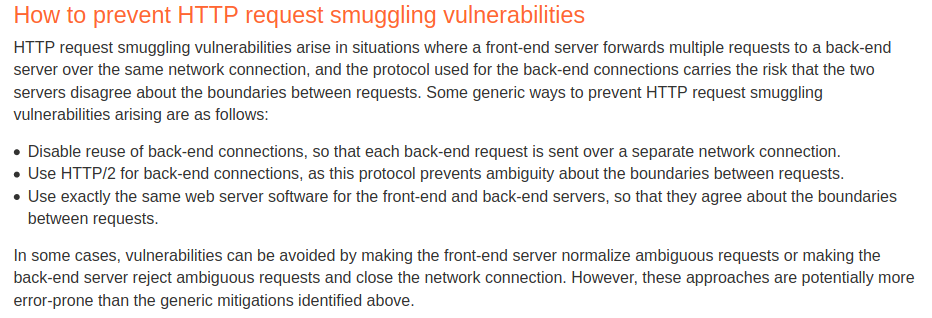 How to prevent HTTP request smuggling vulnerabilities
HTTP request smuggling vulnerabilities arise in situations where a front-end server forwards multiple requests to a back-end
server over the same network connection, and the protocol used for the back-end connections carries the risk that the two
servers disagree about the boundaries between requests. Some generic ways to prevent HTTP request smuggling
vulnerabilities arising are as follows:
• Disable reuse of back-end connections, so that each back-end request is sent over a separate network connection.
• Use HTTP/2 for back-end connections, as this protocol prevents ambiguity about the boundaries between requests.
• Use exactly the same web server software for the front-end and back-end servers, so that they agree about the boundaries
between requests.
In some cases, vulnerabilities can be avoided by making the front-end server normalize ambiguous requests or making the
back-end server reject ambiguous requests and close the network connection. However, these approaches are potentially more
error-prone than the generic mitigations identified above.